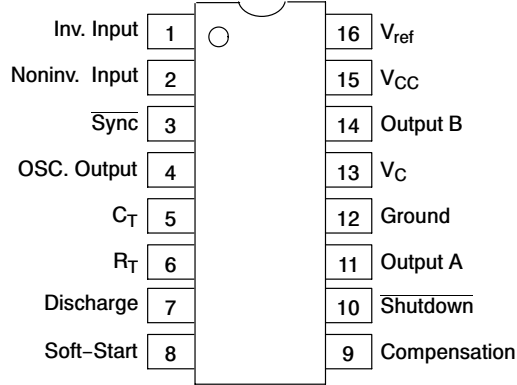 Inv. Input 1 16 Vref
Noninv. Input 2 15 VCC
Sync 3 14 Output B
OSC. Output 4 13 VC
CT 5 12 Ground
RT 6 11 Output A
Discharge 7 10 Shutdown
Soft−Start 8 9 Compensation